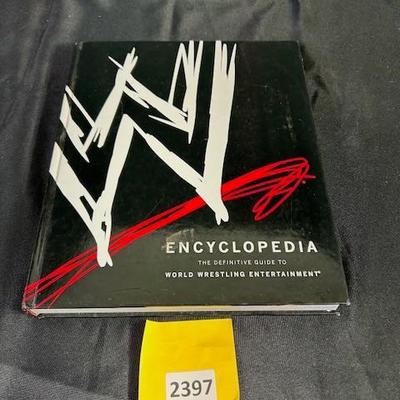 W
ENCYCLOPEDIA
THE DEFINITIVE GUIDE TO
WORLD WRESTLING ENTERTAINMENT®
2397